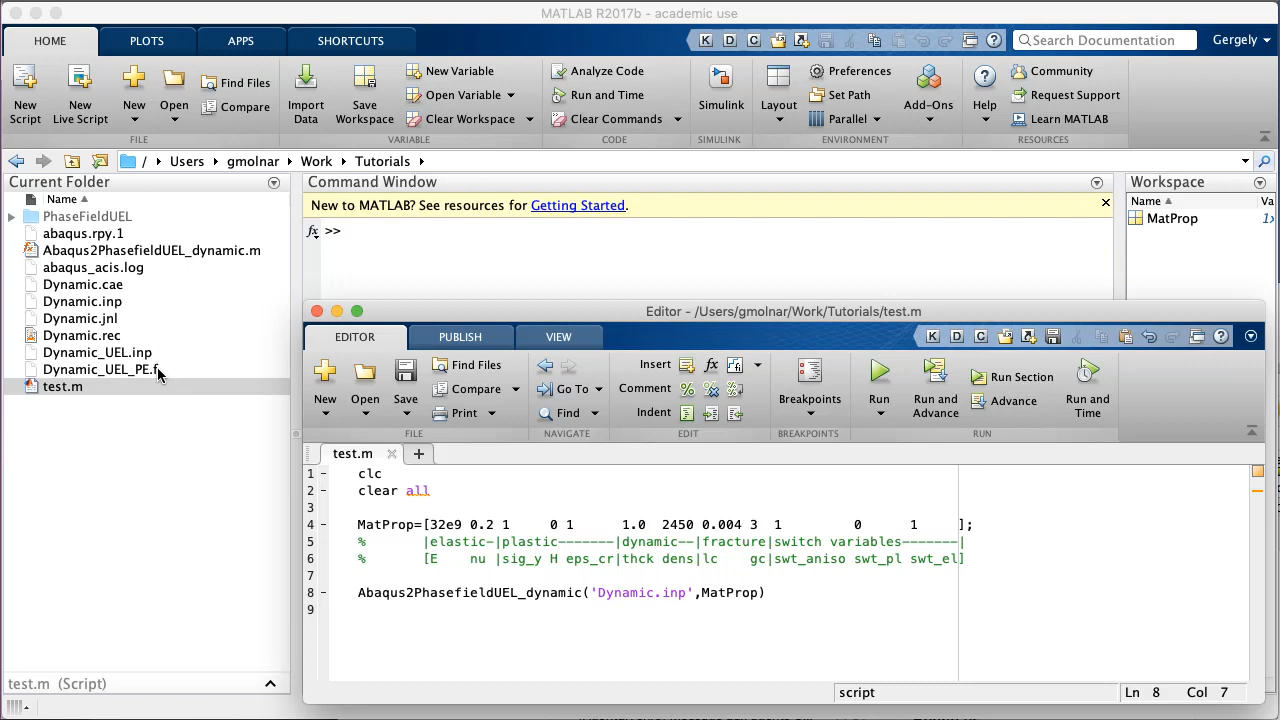 MATLAB R2017b - academic use
HOME PLOTS APPS SHORTCUTS Search Documentation Gergely
New Script New Live Script New Open Find Files Compare Import Data Save Workspace New Variable Open Variable Clear Workspace Analyze Code Run and Time Clear Commands Simulink Layout Preferences Set Path Parallel Add-Ons Help Community Request Support Learn MATLAB
FILE VARIABLE CODE SIMULINK ENVIRONMENT RESOURCES
/ Users gmolnar Work Tutorials
Current Folder
Name
PhaseFieldUEL
abaqus.rpy.1
Abaqus2PhasefieldUEL_dynamic.m
abaqus_acis.log
Dynamic.cae
Dynamic.inp
Dynamic.jnl
Dynamic.rec
Dynamic_UEL.inp
Dynamic_UEL_PE.f
test.m
test.m (Script)
Command Window
New to MATLAB? See resources for Getting Started.
fx >>
Workspace
Name Va
MatProp 1x
Editor - /Users/gmolnar/Work/Tutorials/test.m
EDITOR PUBLISH VIEW
New Open Save Find Files Compare Print Go To Find Insert fx Comment Indent Breakpoints Run Run and Advance Run Section Advance Run and Time
FILE NAVIGATE EDIT BREAKPOINTS RUN
test.m
1 clc
2 clear all
3
4 MatProp=[32e9 0.2 1 0 1 1.0 2450 0.004 3 1 0 1 ];
5 % |elastic-|plastic-------|dynamic--|fracture|switch variables-------|
6 % [E nu |sig_y H eps_cr|thck dens|lc gc|swt_aniso swt_pl swt_el]
7
8 Abaqus2PhasefieldUEL_dynamic('Dynamic.inp',MatProp)
9
script Ln 8 Col 7